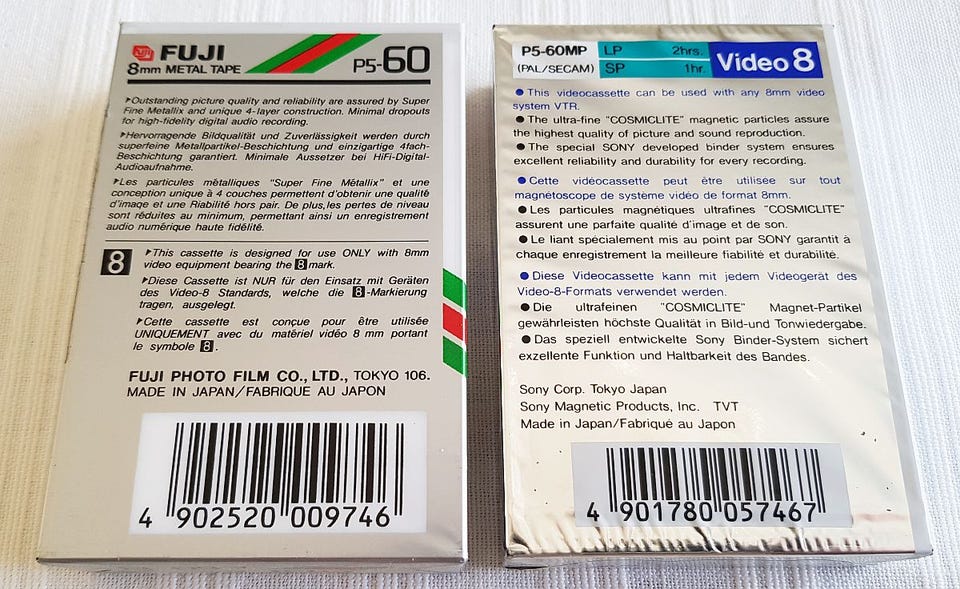 FUJI
8mm METAL TAPE
P5-60
▸Outstanding picture quality and reliability are assured by Super
Fine Metallix and unique 4-layer construction. Minimal dropouts
for high-fidelity digital audio recording.
▸Hervorragende Bildqualität und Zuverlässigkeit werden durch
superfeine Metallpartikel-Beschichtung und einzigartige 4fach-
Beschichtung garantiert. Minimale Aussetzer bei HiFi-Digital-
Audioaufnahme.
▸Les particules métalliques "Super Fine Métallix" et une
conception unique à 4 couches permettent d'obtenir une qualité
d'image et une Riabilité hors pair. De plus, les pertes de niveau
sont réduites au minimum, permettant ainsi un enregistrement
audio numérique haute fidélité.
8
▸This cassette is designed for use ONLY with 8mm
video equipment bearing the 8 mark.
▸Diese Cassette ist NUR für den Einsatz mit Geräten
des Video-8 Standards, welche die 8-Markierung
tragen, ausgelegt.
▸Cette cassette est conçue pour être utilisée
UNIQUEMENT avec du matériel vidéo 8 mm portant
le symbole 8.
FUJI PHOTO FILM CO., LTD., TOKYO 106.
MADE IN JAPAN/FABRIQUE AU JAPON
4 902520 009746
P5-60MP
(PAL/SECAM)
LP 2hrs.
SP 1hr.
Video 8
●This videocassette can be used with any 8mm video
system VTR.
●The ultra-fine "COSMICLITE" magnetic particles assure
the highest quality of picture and sound reproduction.
●The special SONY developed binder system ensures
excellent reliability and durability for every recording.
●Cette vidéocassette peut être utilisée sur tout
magnétoscope de système vidéo de format 8mm.
●Les particules magnétiques ultrafines "COSMICLITE"
assurent une parfaite qualité d'image et de son.
●Le liant spécialement mis au point par SONY garantit à
chaque enregistrement la meilleure fiabilité et durabilité.
●Diese Videocassette kann mit jedem Videogerät des
Video-8-Formats verwendet werden.
●Die ultrafeinen "COSMICLITE" Magnet-Partikel
gewährleisten höchste Qualität in Bild-und Tonwiedergabe.
●Das speziell entwickelte Sony Binder-System sichert
exzellente Funktion und Haltbarkeit des Bandes.
Sony Corp. Tokyo Japan
Sony Magnetic Products, Inc. TVT
Made in Japan/Fabriqué au Japon
4 901780 057467